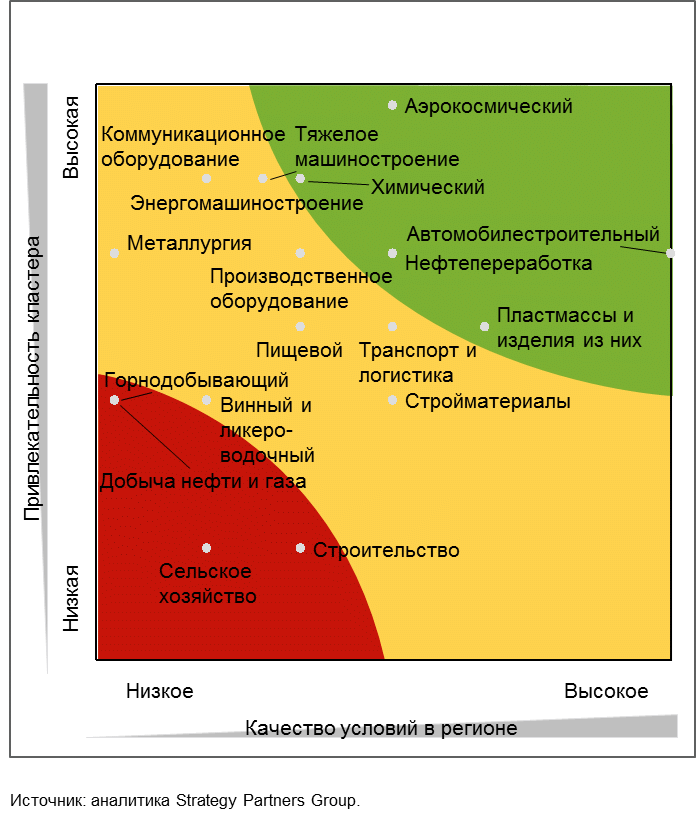 Высокая
Аэрокосмический
Коммуникационное
оборудование
Тяжелое
машиностроение
Химический
Энергомашиностроение
Автомобилестроительный
Металлургия
Нефтепереработка
Производственное
оборудование
Пластмассы и
изделия из них
Пищевой
Транспорт и
логистика
Привлекательность кластера
Горнодобывающий
Винный и
ликеро-
водочный
Стройматериалы
Добыча нефти и газа
Строительство
Сельское
хозяйство
Низкая
Низкое
Высокое
Качество условий в регионе
Источник: аналитика Strategy Partners Group.